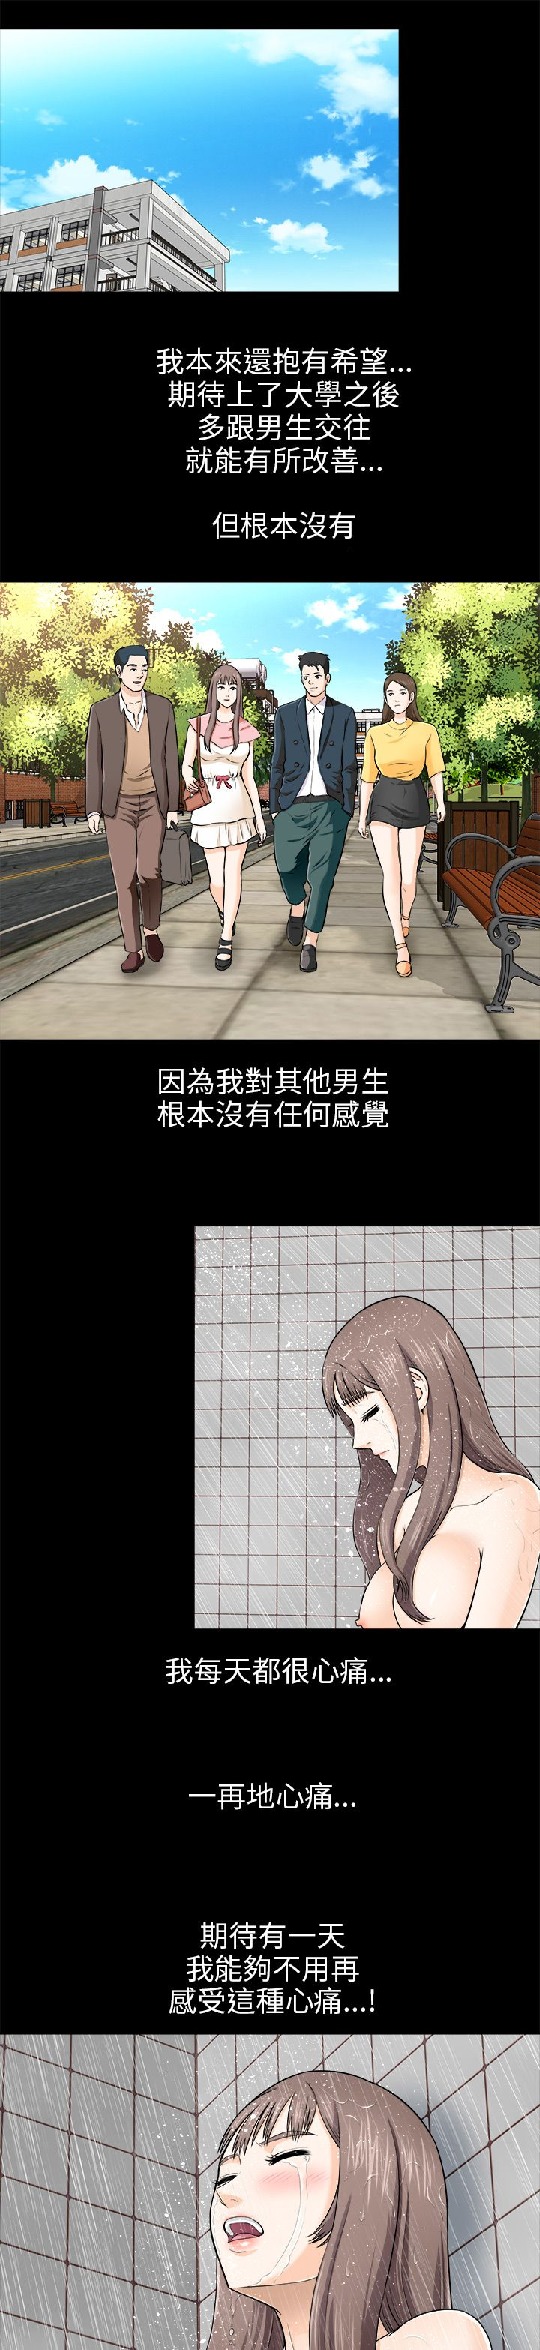 我本來還抱有希望...
期待上了大學之後
多跟男生交往
就能有所改善...
但根本沒有
因為我對其他男生
根本沒有任何感覺
我每天都很心痛...
一再地心痛...
期待有一天
我能夠不用再
感受這種心痛...!